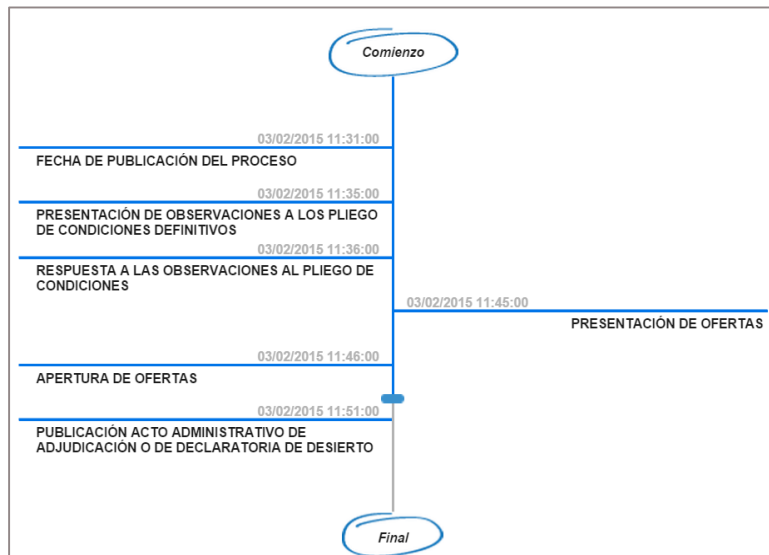 Comienzo
03/02/2015 11:31:00
FECHA DE PUBLICACIÓN DEL PROCESO
03/02/2015 11:35:00
PRESENTACIÓN DE OBSERVACIONES A LOS PLIEGO
DE CONDICIONES DEFINITIVOS
03/02/2015 11:36:00
RESPUESTA A LAS OBSERVACIONES AL PLIEGO DE
CONDICIONES
03/02/2015 11:45:00
PRESENTACIÓN DE OFERTAS
03/02/2015 11:46:00
APERTURA DE OFERTAS
03/02/2015 11:51:00
PUBLICACIÓN ACTO ADMINISTRATIVO DE
ADJUDICACIÓN O DE DECLARATORIA DE DESIERTO
Final